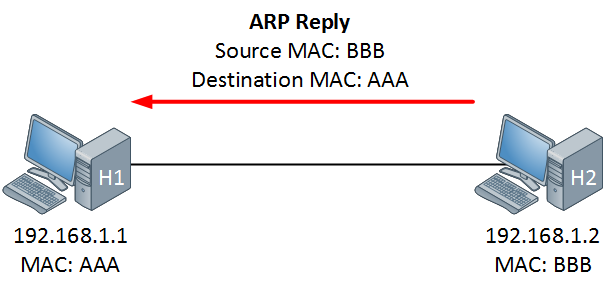 ARP Reply
Source MAC: BBB
Destination MAC: AAA
H1
H2
192.168.1.1
MAC: AAA
192.168.1.2
MAC: BBB